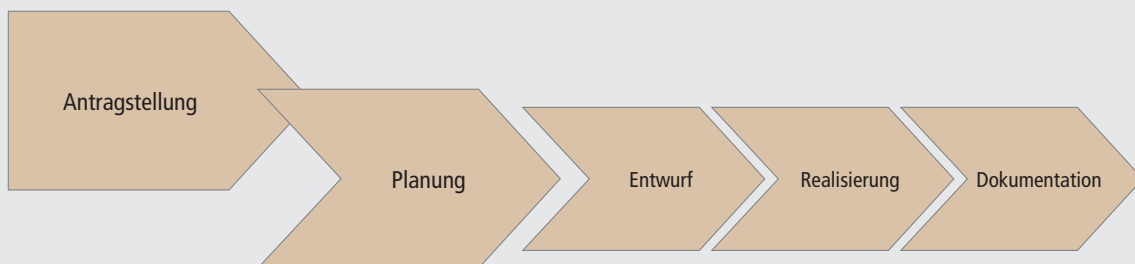 Antragstellung
Planung
Entwurf
Realisierung
Dokumentation